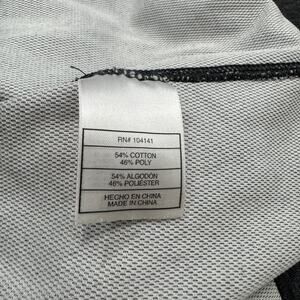 RN# 104141
54% COTTON
46% POLY
54% ALGODON
46% POLIESTER
HECHO EN CHINA
MADE IN CHINA